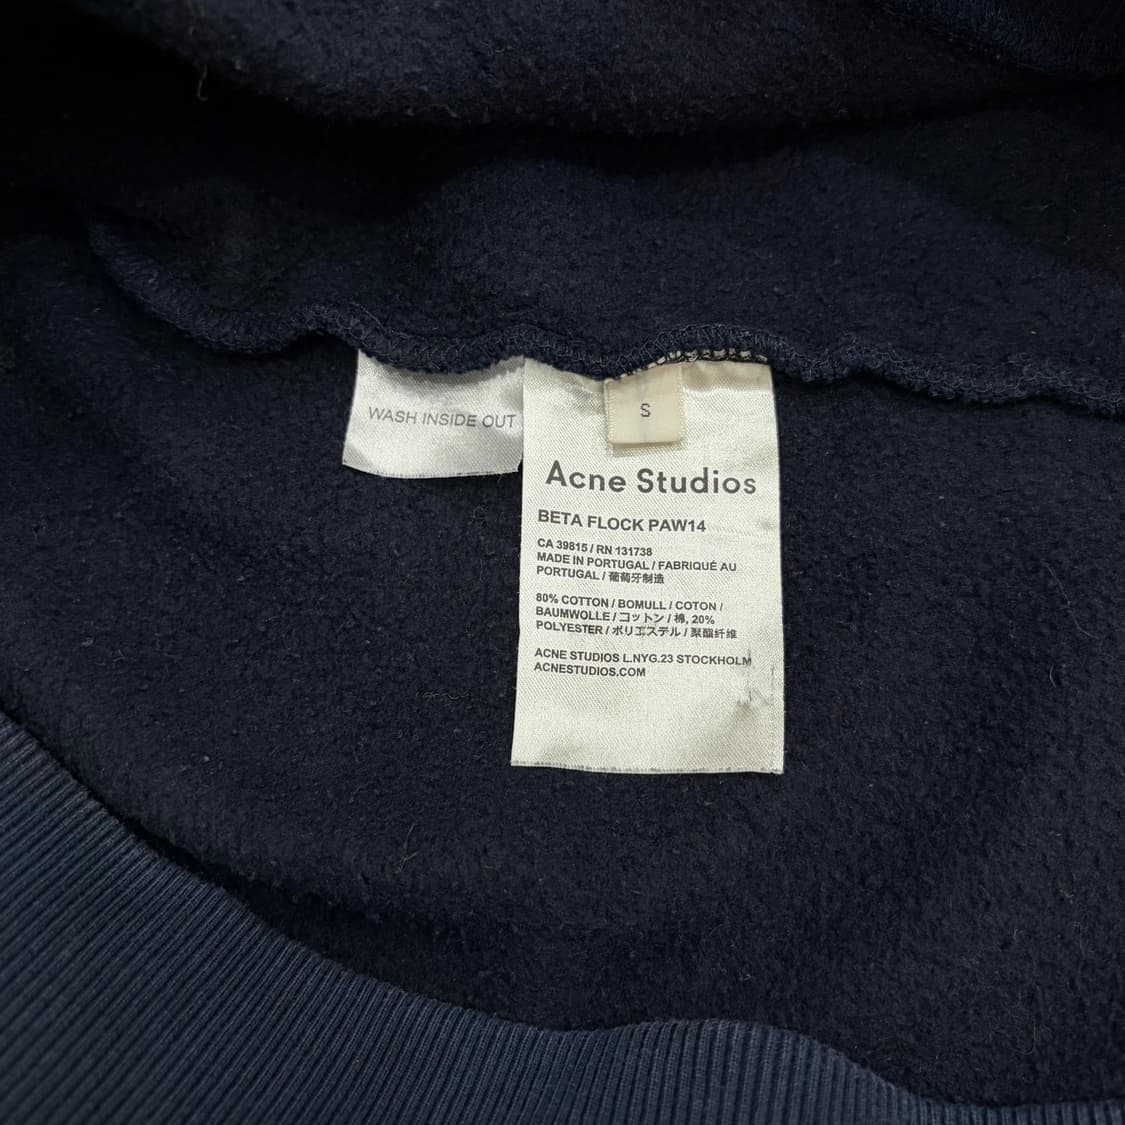 WASH INSIDE OUT
S
Acne Studios
BETA FLOCK PAW14
CA 39815 / RN 131738
MADE IN PORTUGAL / FABRIQUÉ AU
PORTUGAL / 葡萄牙制造
80% COTTON / BOMULL / COTON /
BAUMWOLLE / コットン / 棉, 20%
POLYESTER / ポリエステル / 聚酯纤维
ACNE STUDIOS L.NYG.23 STOCKHOLM
ACNESTUDIOS.COM